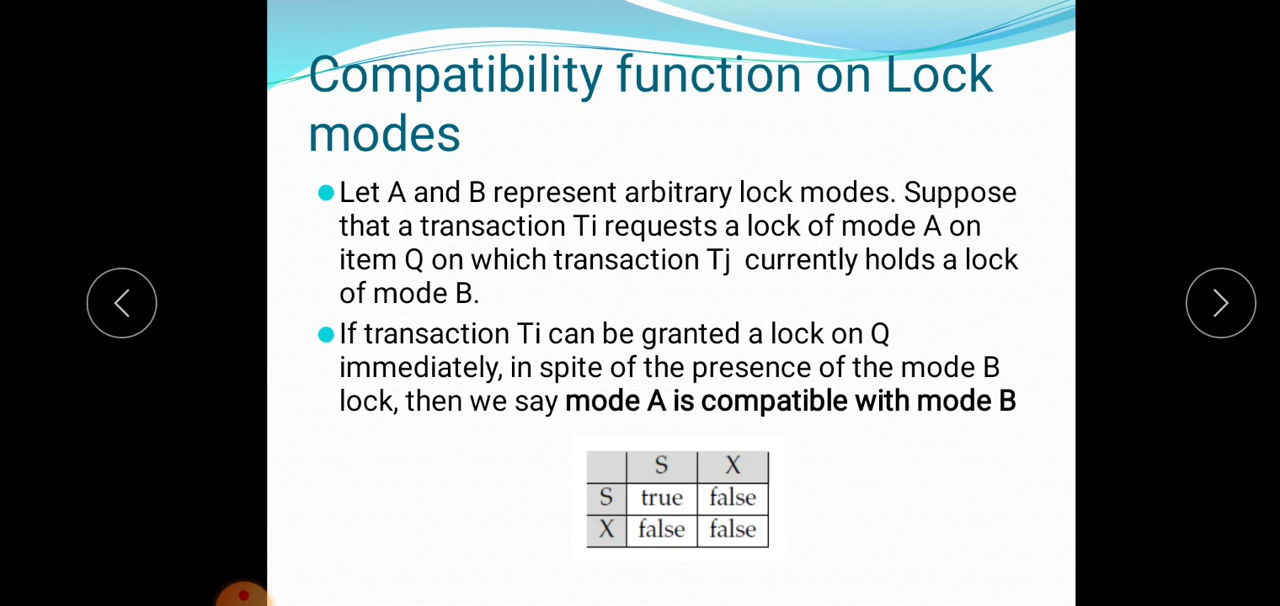 Compatibility function on Lock
modes
Let A and B represent arbitrary lock modes. Suppose
that a transaction Ti requests a lock of mode A on
item Q on which transaction Tj currently holds a lock
of mode B.
If transaction Ti can be granted a lock on Q
immediately, in spite of the presence of the mode B
lock, then we say mode A is compatible with mode B
S X
S true false
X false false